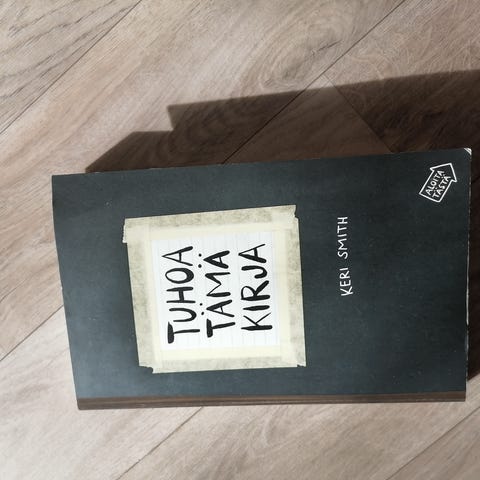 TUHOA
TÄMÄ
KIRJA
KERI SMITH
ALOITA
TÄSTÄ